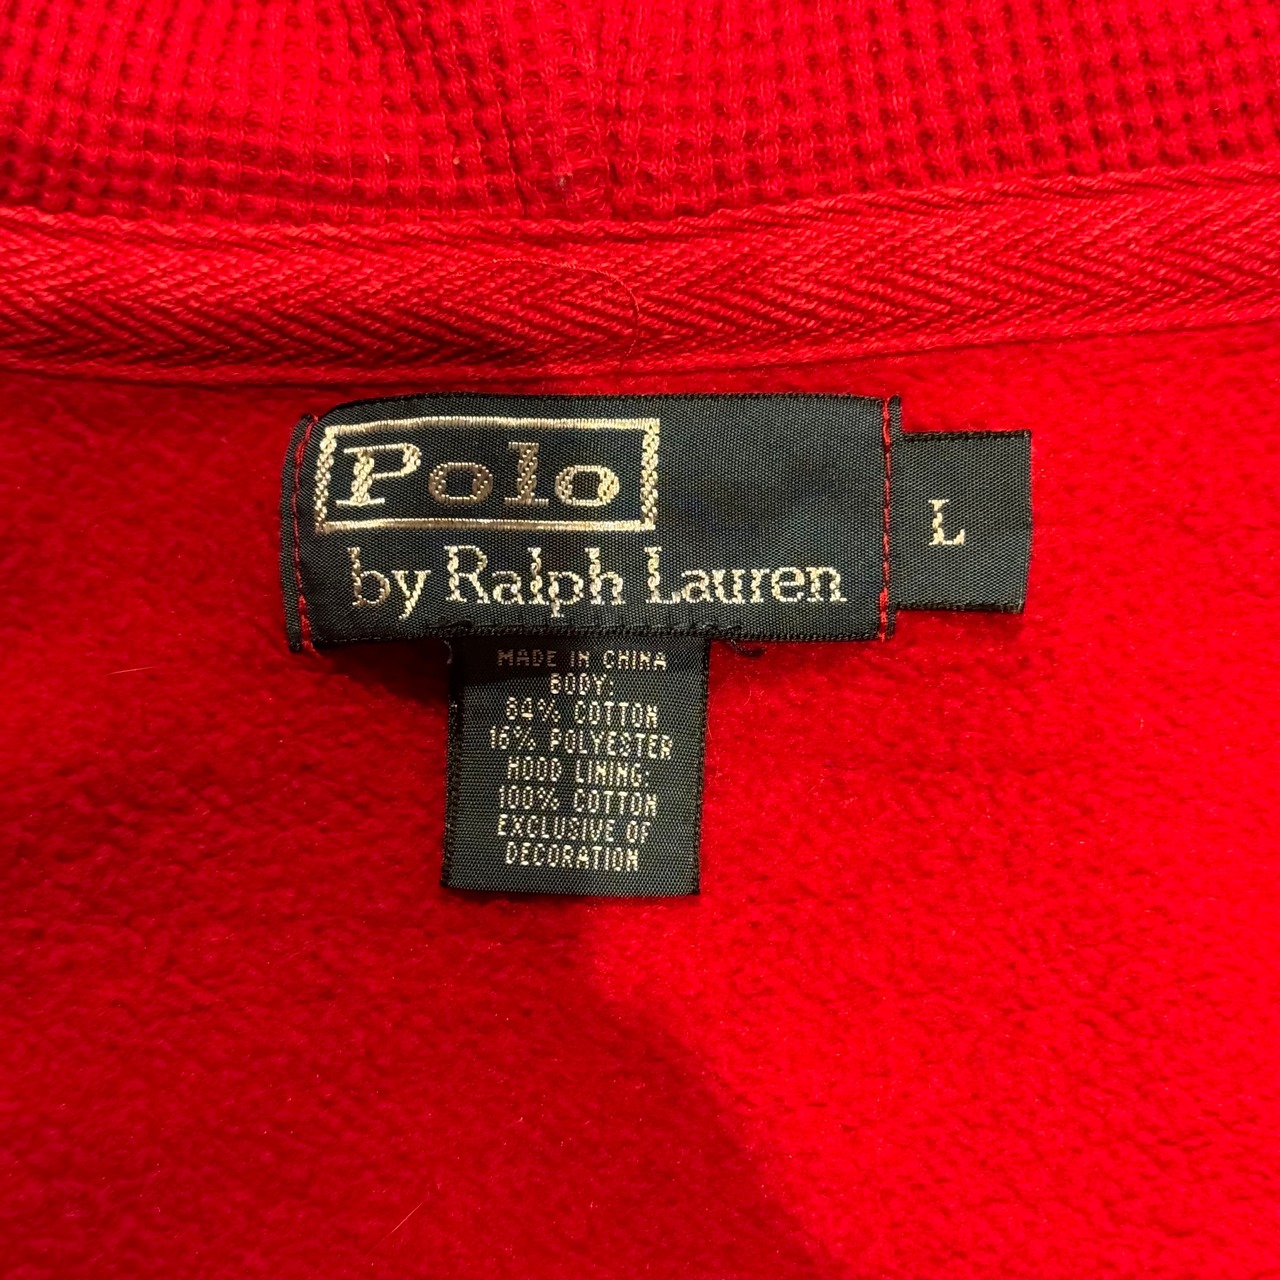 Polo
by Ralph Lauren
L
MADE IN CHINA
BODY:
84% COTTON
16% POLYESTER
HOOD LINING:
100% COTTON
EXCLUSIVE OF
DECORATION